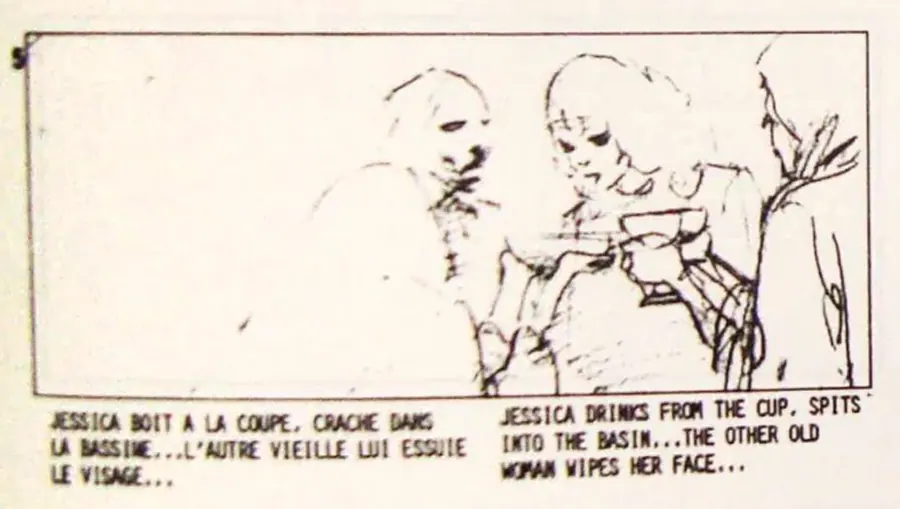 5
JESSICA BOIT A LA COUPE, CRACHE DANS
LA BASSINE...L'AUTRE VIEILLE LUI ESSUIE
LE VISAGE...
JESSICA DRINKS FROM THE CUP, SPITS
INTO THE BASIN...THE OTHER OLD
WOMAN WIPES HER FACE...